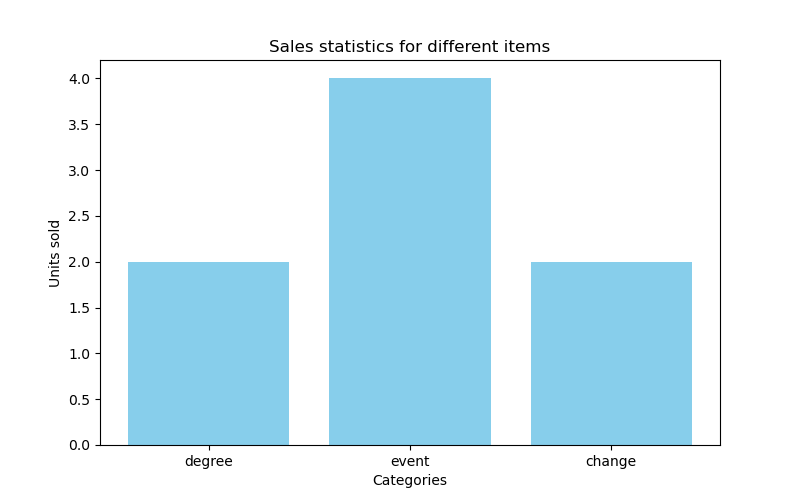 Sales statistics for different items
Units sold
4.0
3.5
3.0
2.5
2.0
1.5
1.0
0.5
0.0
degree event change
Categories